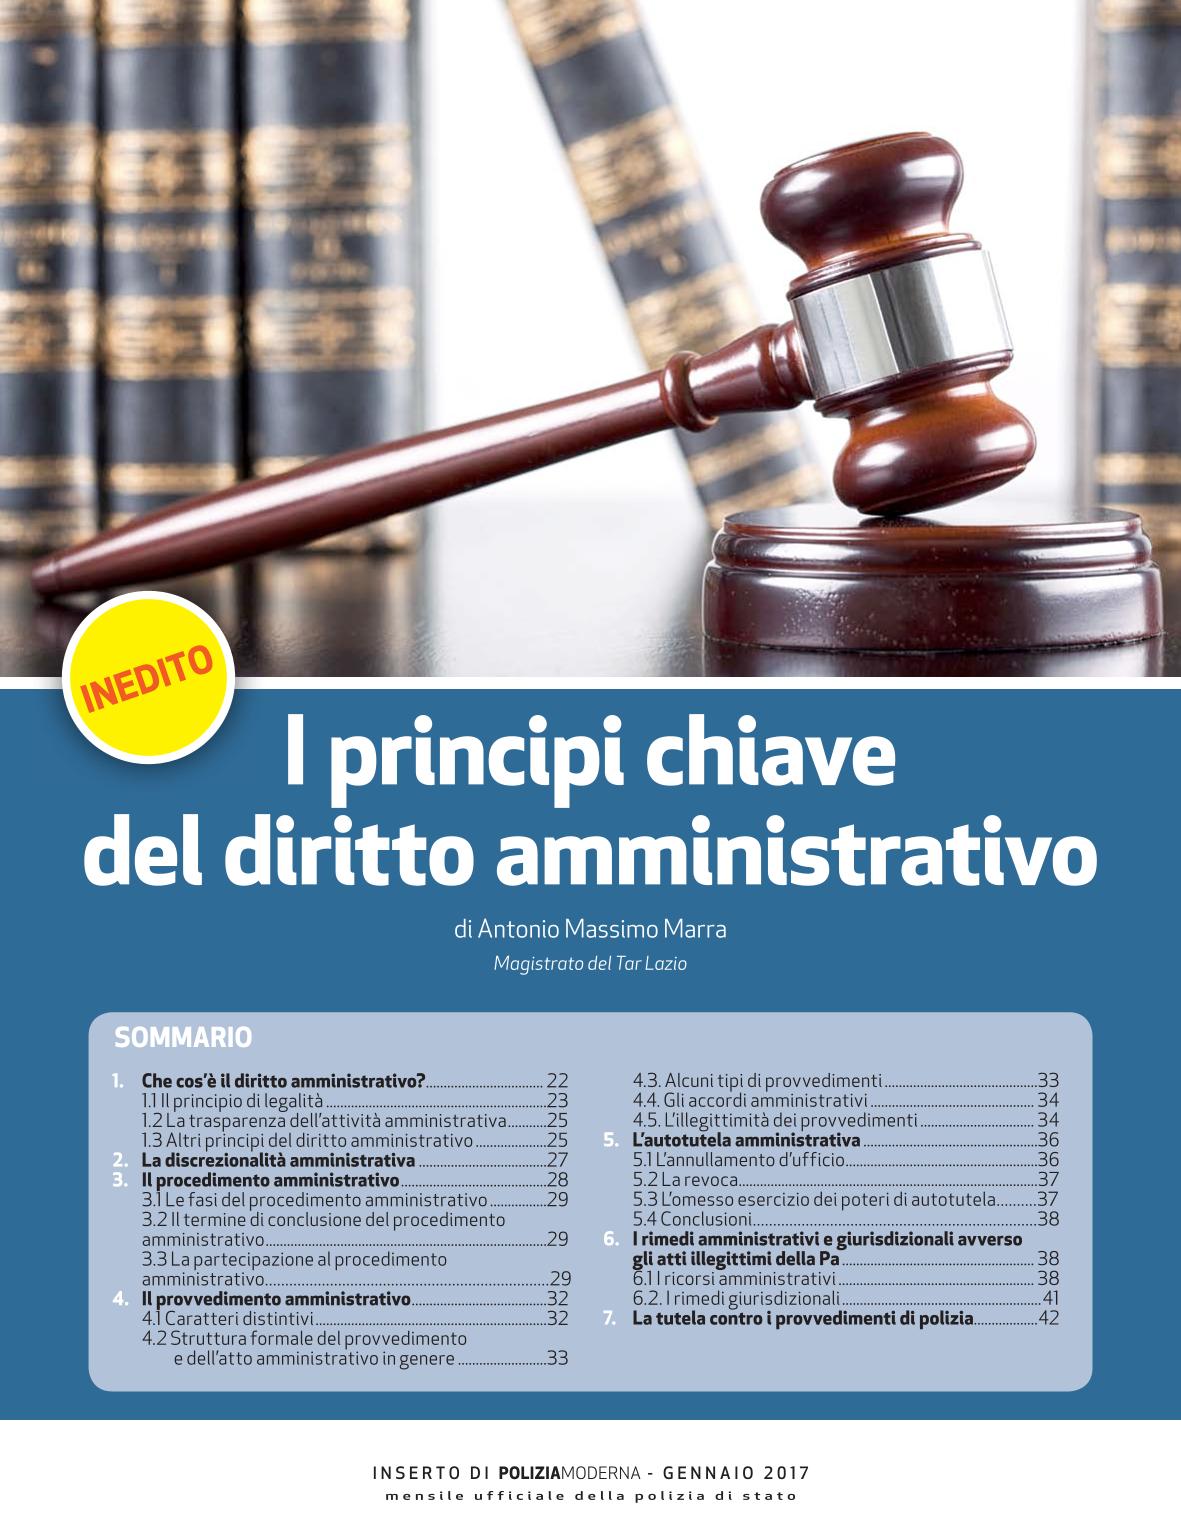 INEDITO
I principi chiave
del diritto amministrativo
di Antonio Massimo Marra
Magistrato del Tar Lazio
SOMMARIO
1. Che cos'è il diritto amministrativo?................................ 22
1.1 Il principio di legalità.............................................................23
1.2 La trasparenza dell'attività amministrativa...........25
1.3 Altri principi del diritto amministrativo....................25
2. La discrezionalità amministrativa...................................27
3. Il procedimento amministrativo........................................28
3.1 Le fasi del procedimento amministrativo................29
3.2 Il termine di conclusione del procedimento
amministrativo..............................................................................29
3.3 La partecipazione al procedimento
amministrativo..............................................................................29
4. Il provvedimento amministrativo.....................................32
4.1 Caratteri distintivi................................................................32
4.2 Struttura formale del provvedimento
e dell'atto amministrativo in genere.........................33
4.3. Alcuni tipi di provvedimenti..........................................33
4.4. Gli accordi amministrativi............................................. 34
4.5. L'illegittimità dei provvedimenti................................ 34
5. L'autotutela amministrativa................................................36
5.1 L'annullamento d'ufficio.....................................................36
5.2 La revoca...................................................................................37
5.3 L'omesso esercizio dei poteri di autotutela...........37
5.4 Conclusioni...............................................................................38
6. I rimedi amministrativi e giurisdizionali avverso
gli atti illegittimi della Pa..................................................... 38
6.1 I ricorsi amministrativi...................................................... 38
6.2. I rimedi giurisdizionali.......................................................41
7. La tutela contro i provvedimenti di polizia..................42
INSERTO DI POLIZIAMODERNA - GENNAIO 2017
mensile ufficiale della polizia di stato